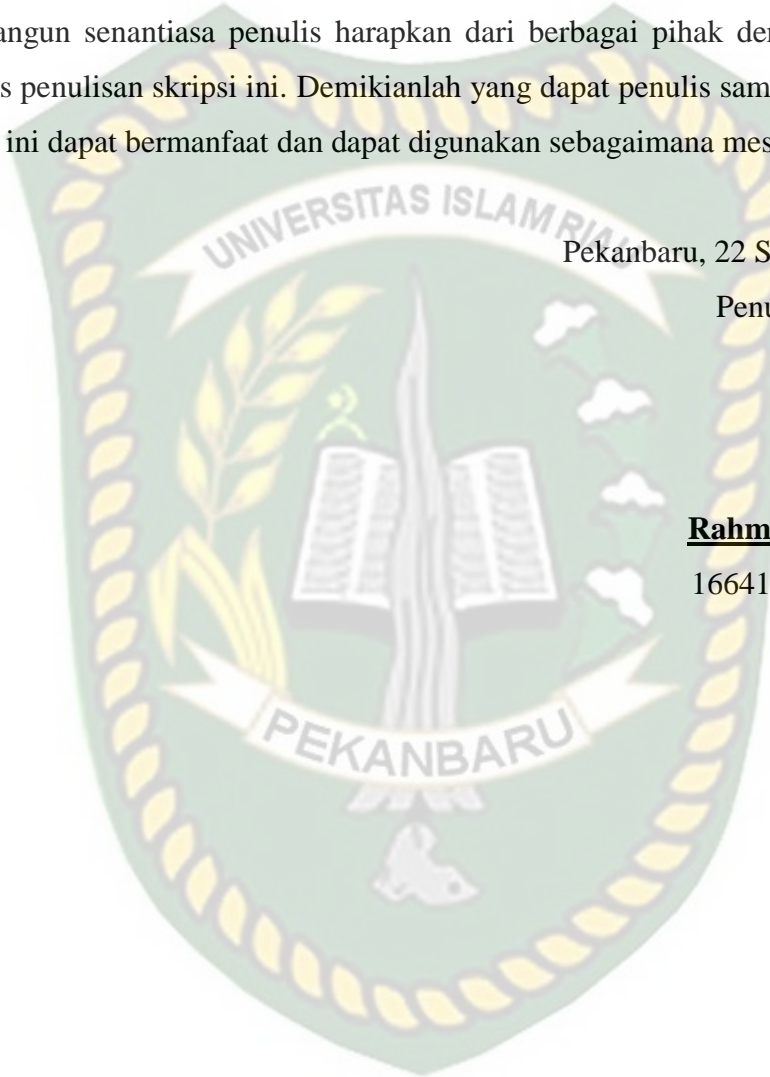 angun senantiasa penulis harapkan dari berbagai pihak der
s penulisan skripsi ini. Demikianlah yang dapat penulis sam
ini dapat bermanfaat dan dapat digunakan sebagaimana mes
UNIVERSITAS ISLAM RIAU
Pekanbaru, 22 S
Penu
Rahm
16641
PEKANBARU